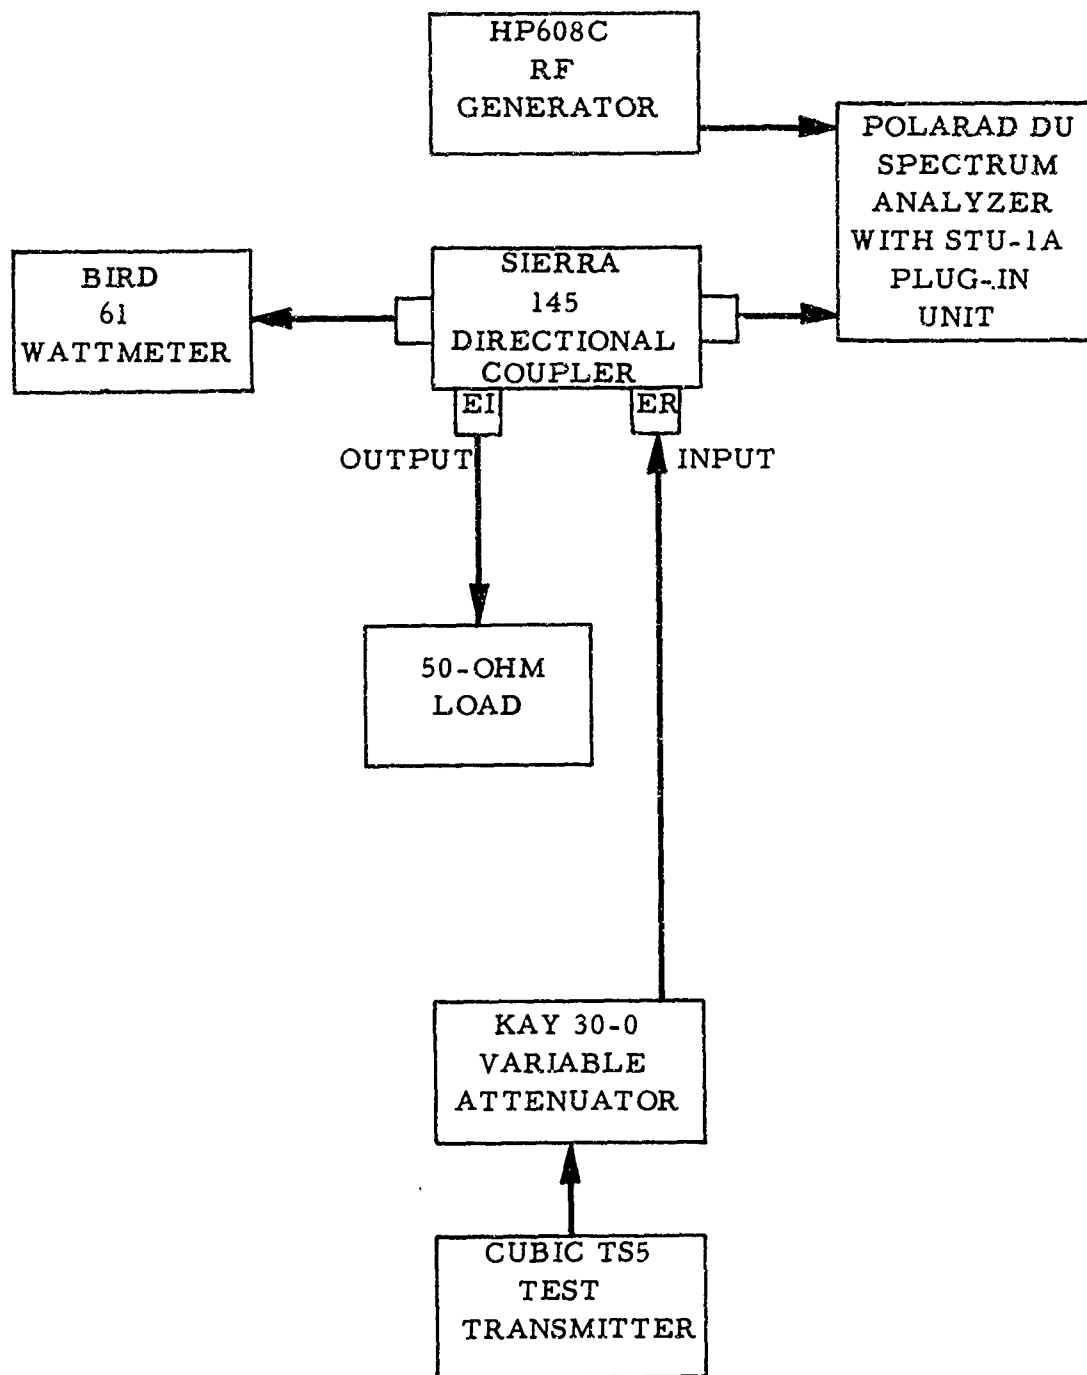 HP608C
RF
GENERATOR
POLARAD DU
SPECTRUM
ANALYZER
WITH STU-1A
PLUG-IN
UNIT
BIRD
61
WATTMETER
SIERRA
145
DIRECTIONAL
COUPLER
EI
ER
OUTPUT
INPUT
50-OHM
LOAD
KAY 30-0
VARIABLE
ATTENUATOR
CUBIC TS5
TEST
TRANSMITTER